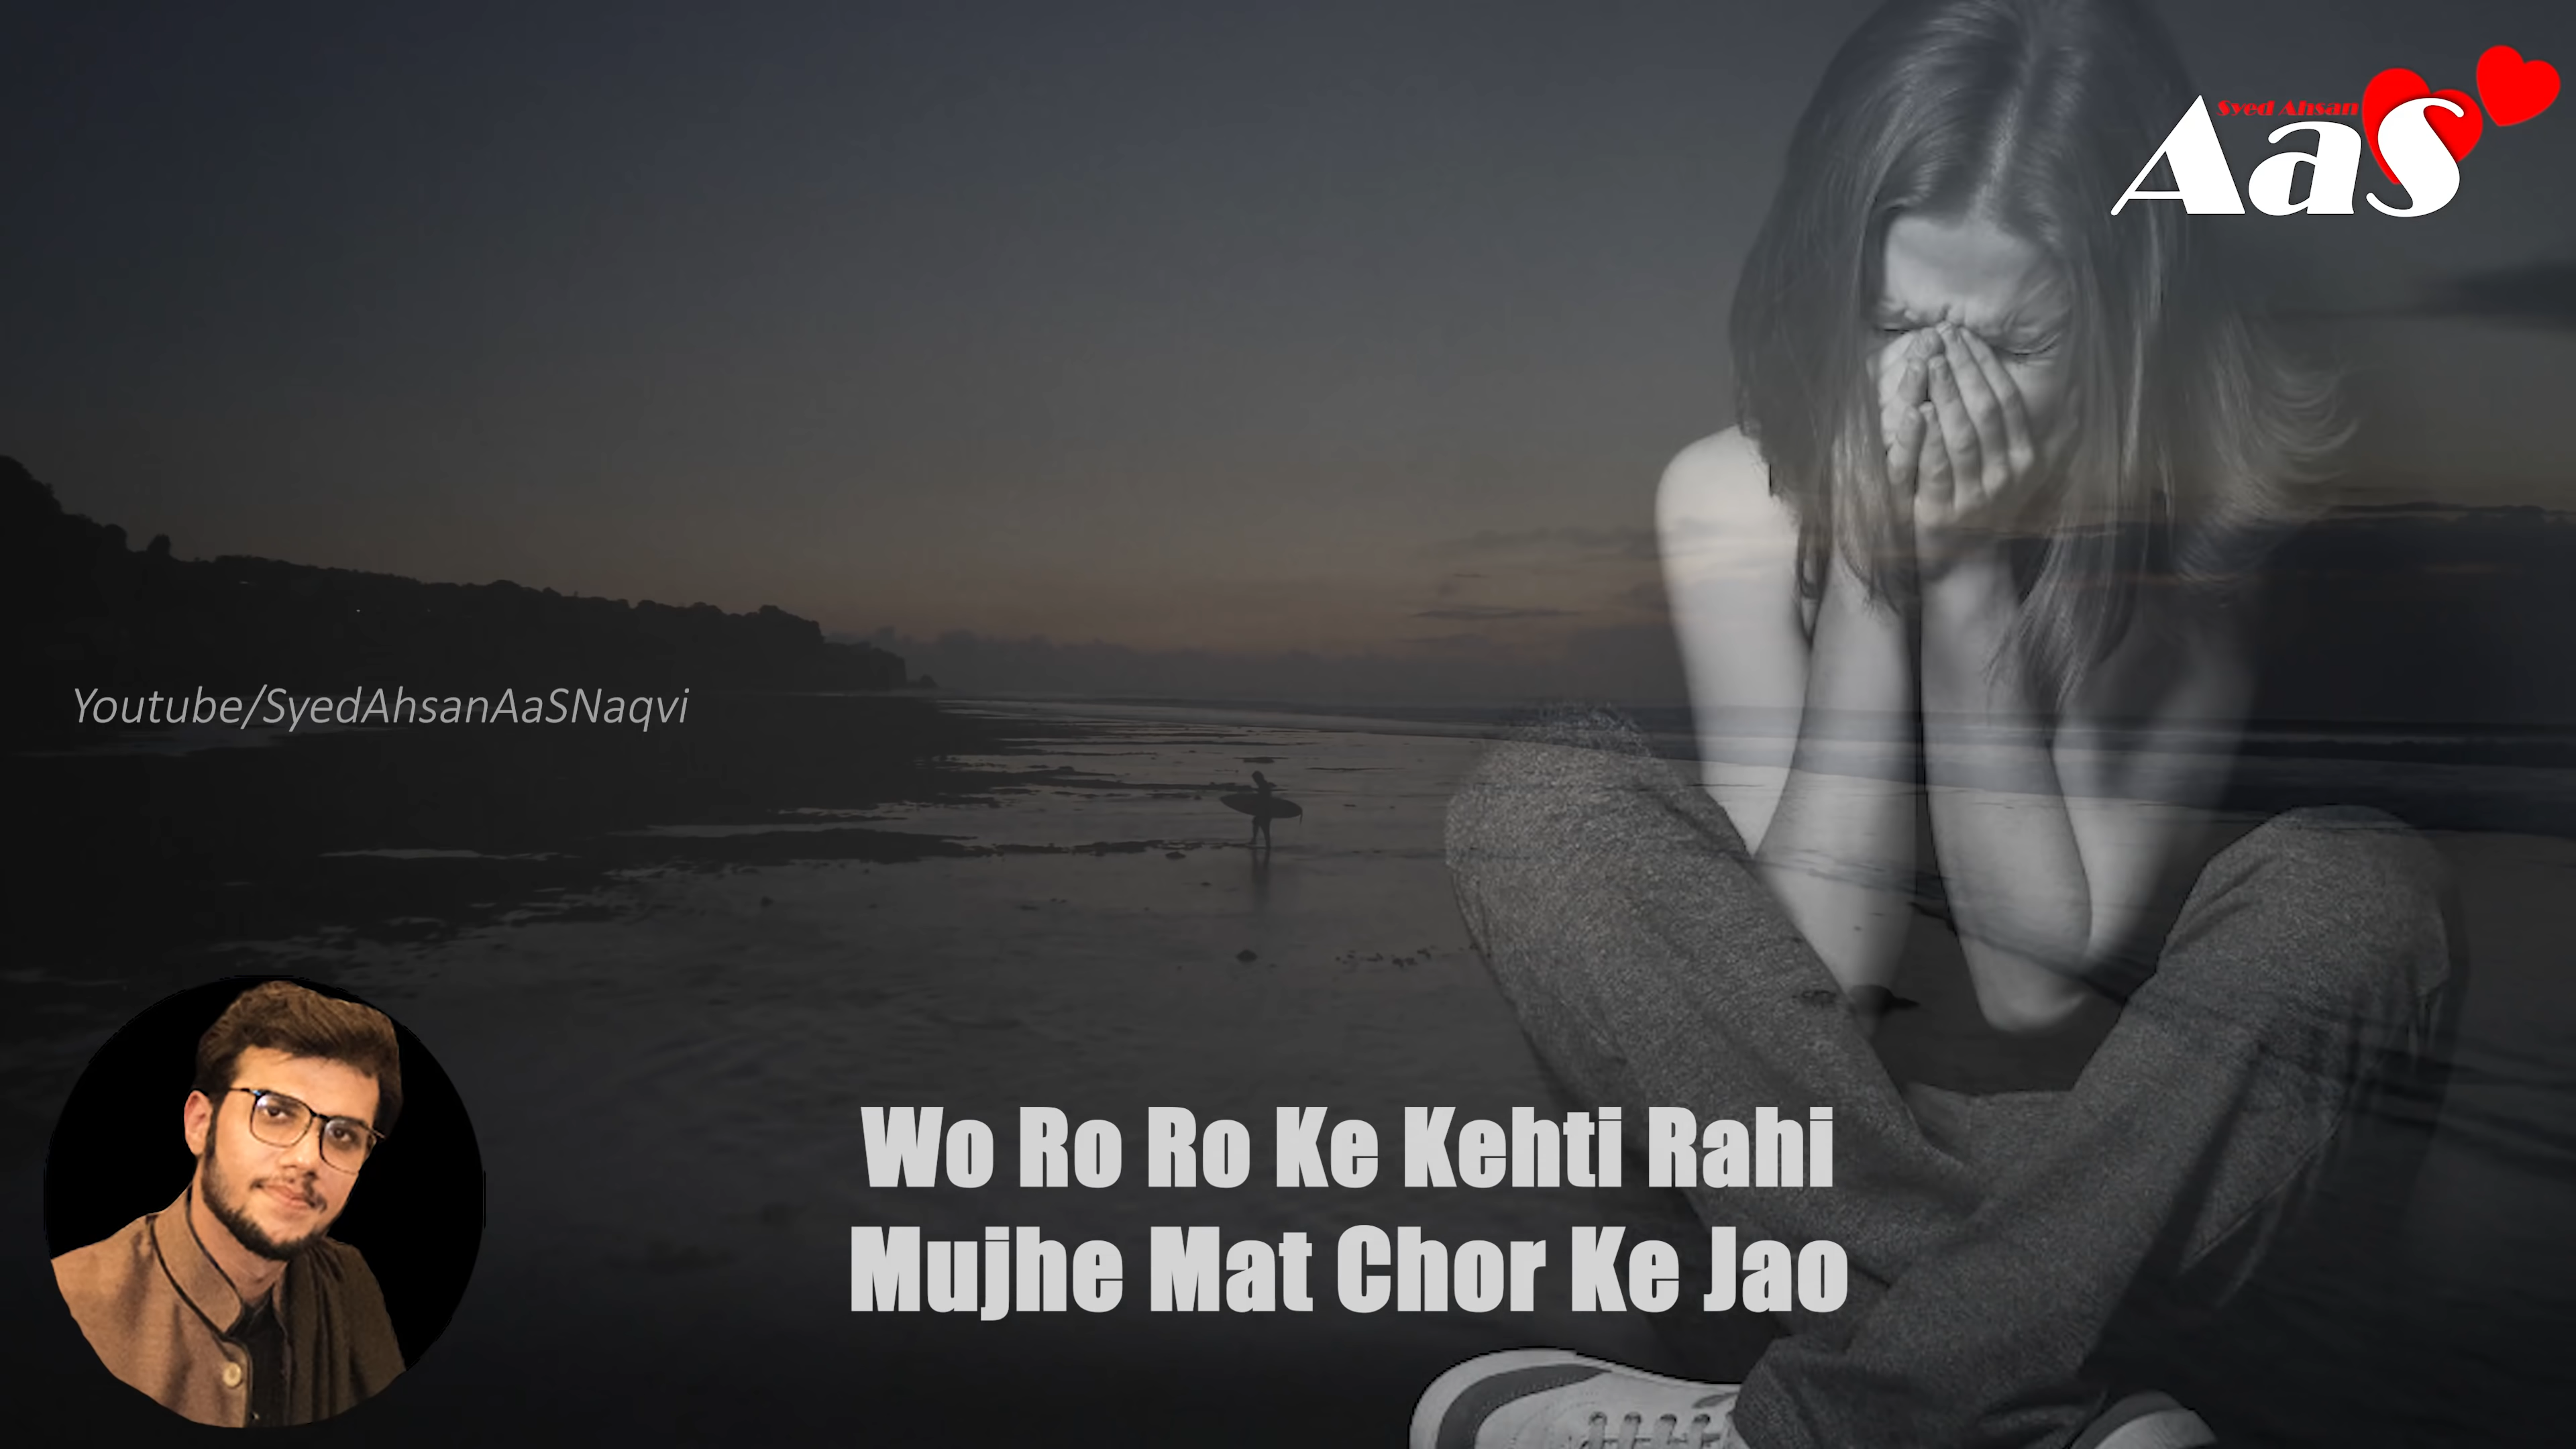 Syed Ahsan
AaS
Youtube/SyedAhsanAaSNaqvi
Wo Ro Ro Ke Kehti Rahi
Mujhe Mat Chor Ke Jao